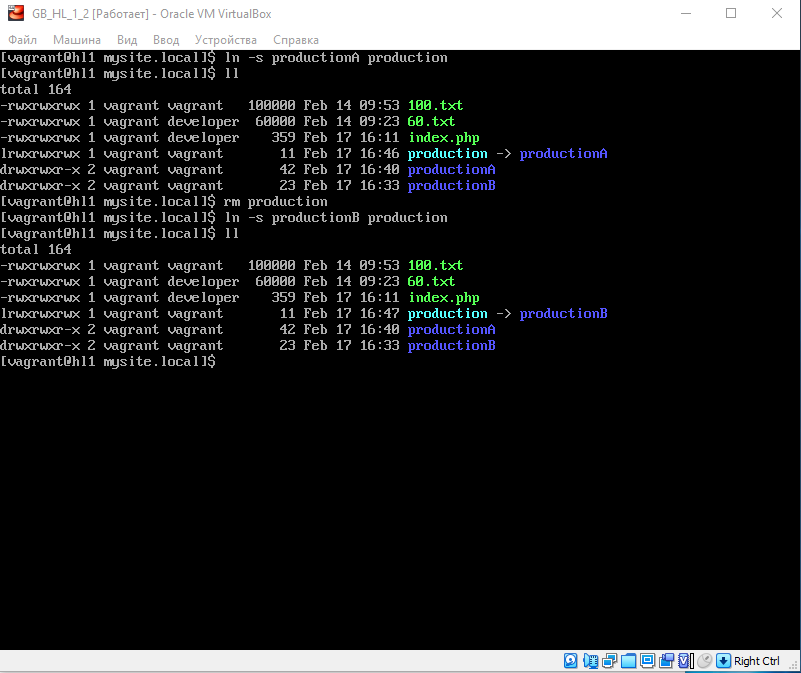 GB_HL_1_2 [Работает] - Oracle VM VirtualBox
Файл Машина Вид Ввод Устройства Справка
[vagrant@hl1 mysite.local]$ ln -s productionA production
[vagrant@hl1 mysite.local]$ ll
total 164
-rwxrwxrwx 1 vagrant vagrant   100000 Feb 14 09:53 100.txt
-rwxrwxrwx 1 vagrant developer  60000 Feb 14 09:23 60.txt
-rwxrwxrwx 1 vagrant developer    359 Feb 17 16:11 index.php
lrwxrwxrwx 1 vagrant vagrant       11 Feb 17 16:46 production -> productionA
drwxrwxr-x 2 vagrant vagrant       42 Feb 17 16:40 productionA
drwxrwxr-x 2 vagrant vagrant       23 Feb 17 16:33 productionB
[vagrant@hl1 mysite.local]$ rm production
[vagrant@hl1 mysite.local]$ ln -s productionB production
[vagrant@hl1 mysite.local]$ ll
total 164
-rwxrwxrwx 1 vagrant vagrant   100000 Feb 14 09:53 100.txt
-rwxrwxrwx 1 vagrant developer  60000 Feb 14 09:23 60.txt
-rwxrwxrwx 1 vagrant developer    359 Feb 17 16:11 index.php
lrwxrwxrwx 1 vagrant vagrant       11 Feb 17 16:47 production -> productionB
drwxrwxr-x 2 vagrant vagrant       42 Feb 17 16:40 productionA
drwxrwxr-x 2 vagrant vagrant       23 Feb 17 16:33 productionB
[vagrant@hl1 mysite.local]$
Right Ctrl